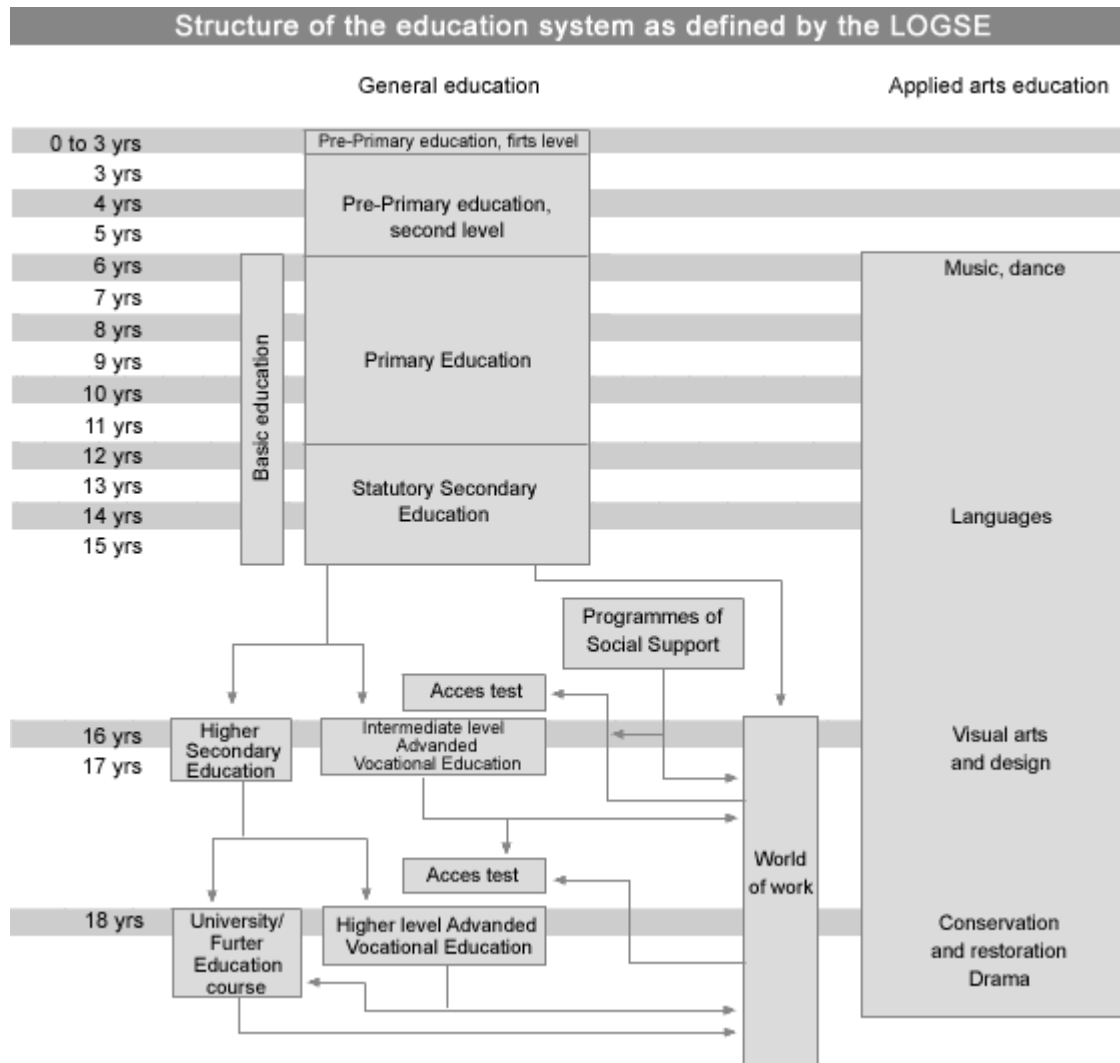 Structure of the education system as defined by the LOGSE
General education
Applied arts education
0 to 3 yrs
Pre-Primary education, firts level
3 yrs
4 yrs
Pre-Primary education,
second level
5 yrs
6 yrs
Music, dance
7 yrs
8 yrs
9 yrs
Primary Education
10 yrs
11 yrs
Basic education
12 yrs
13 yrs
Statutory Secondary
Education
14 yrs
Languages
15 yrs
Programmes of
Social Support
Acces test
16 yrs
17 yrs
Higher
Secondary
Education
Intermediate level
Advanded
Vocational Education
Visual arts
and design
World
of work
Acces test
18 yrs
University/
Furter
Education
course
Higher level Advanded
Vocational Education
Conservation
and restoration
Drama